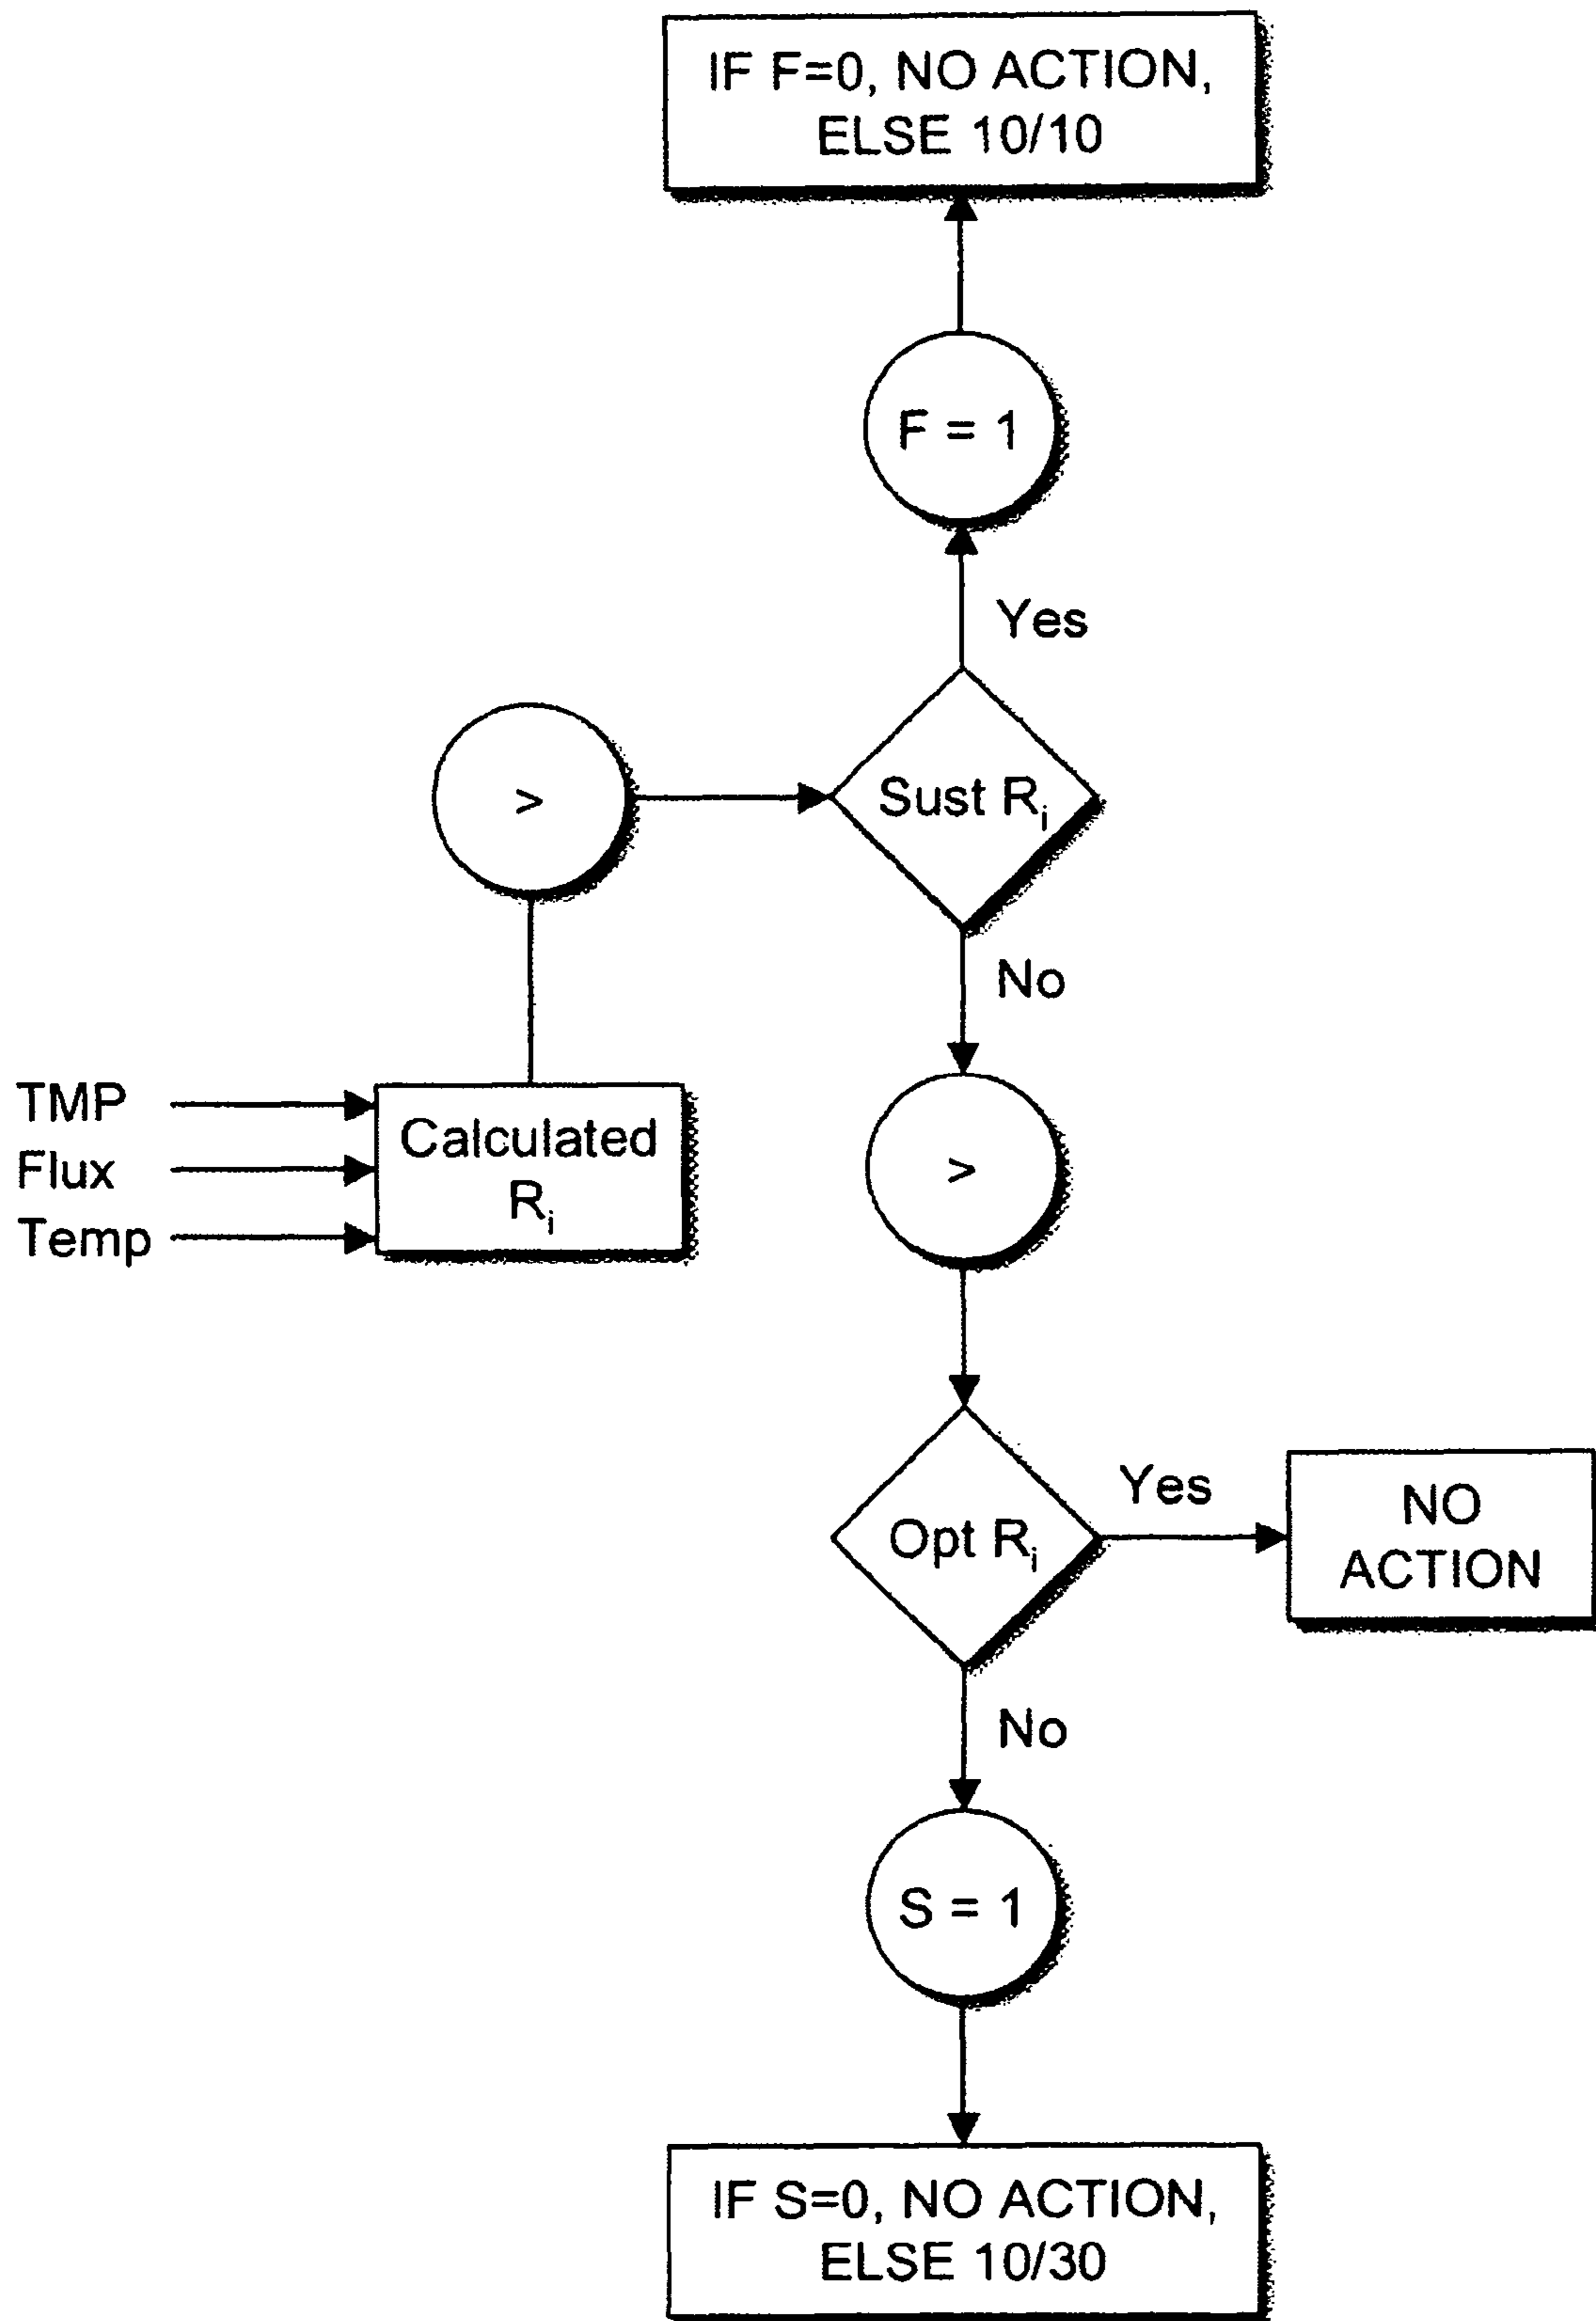 IF F=0, NO ACTION,
ELSE 10/10
F = 1
Yes
>
Sust Ri
No
TMP
Flux
Temp
Calculated
Ri
>
Opt Ri
Yes
NO
ACTION
No
S = 1
IF S=0, NO ACTION,
ELSE 10/30